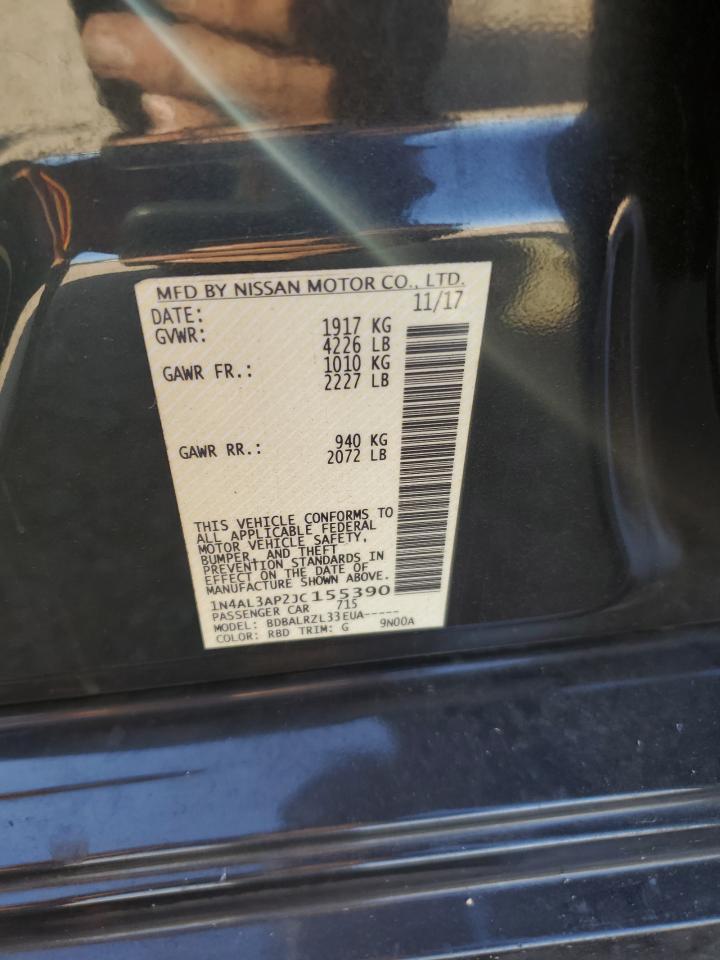 MFD BY NISSAN MOTOR CO., LTD.
DATE: 11/17
GVWR: 1917 KG
4226 LB
GAWR FR.: 1010 KG
2227 LB
GAWR RR.: 940 KG
2072 LB
THIS VEHICLE CONFORMS TO
ALL APPLICABLE FEDERAL
MOTOR VEHICLE SAFETY,
BUMPER, AND THEFT
PREVENTION STANDARDS IN
EFFECT ON THE DATE OF
MANUFACTURE SHOWN ABOVE.
1N4AL3AP2JC155390
PASSENGER CAR 715
MODEL: BDBALRZL33EUA-----
COLOR: RBD TRIM: G 9N00A